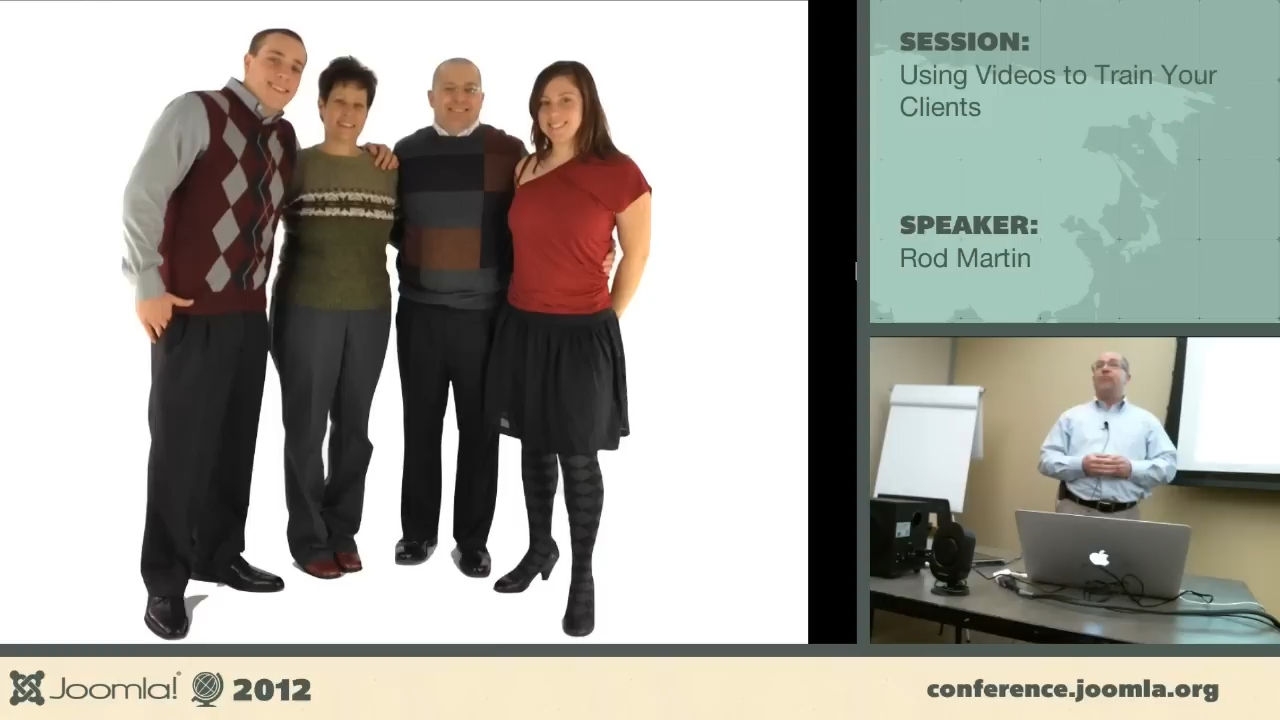 SESSION:
Using Videos to Train Your
Clients
SPEAKER:
Rod Martin
Joomla! 2012
conference.joomla.org